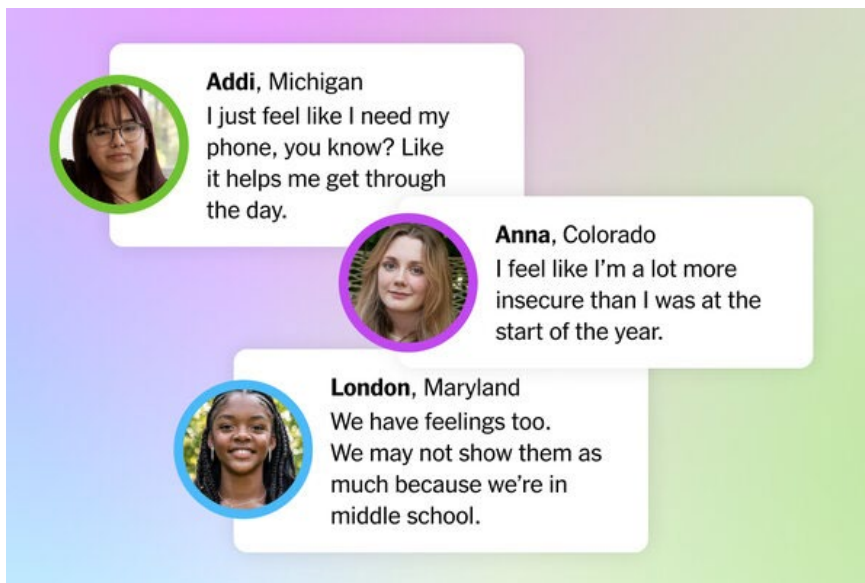 Addi, Michigan
I just feel like I need my
phone, you know? Like
it helps me get through
the day.
Anna, Colorado
I feel like I’m a lot more
insecure than I was at the
start of the year.
London, Maryland
We have feelings too.
We may not show them as
much because we’re in
middle school.